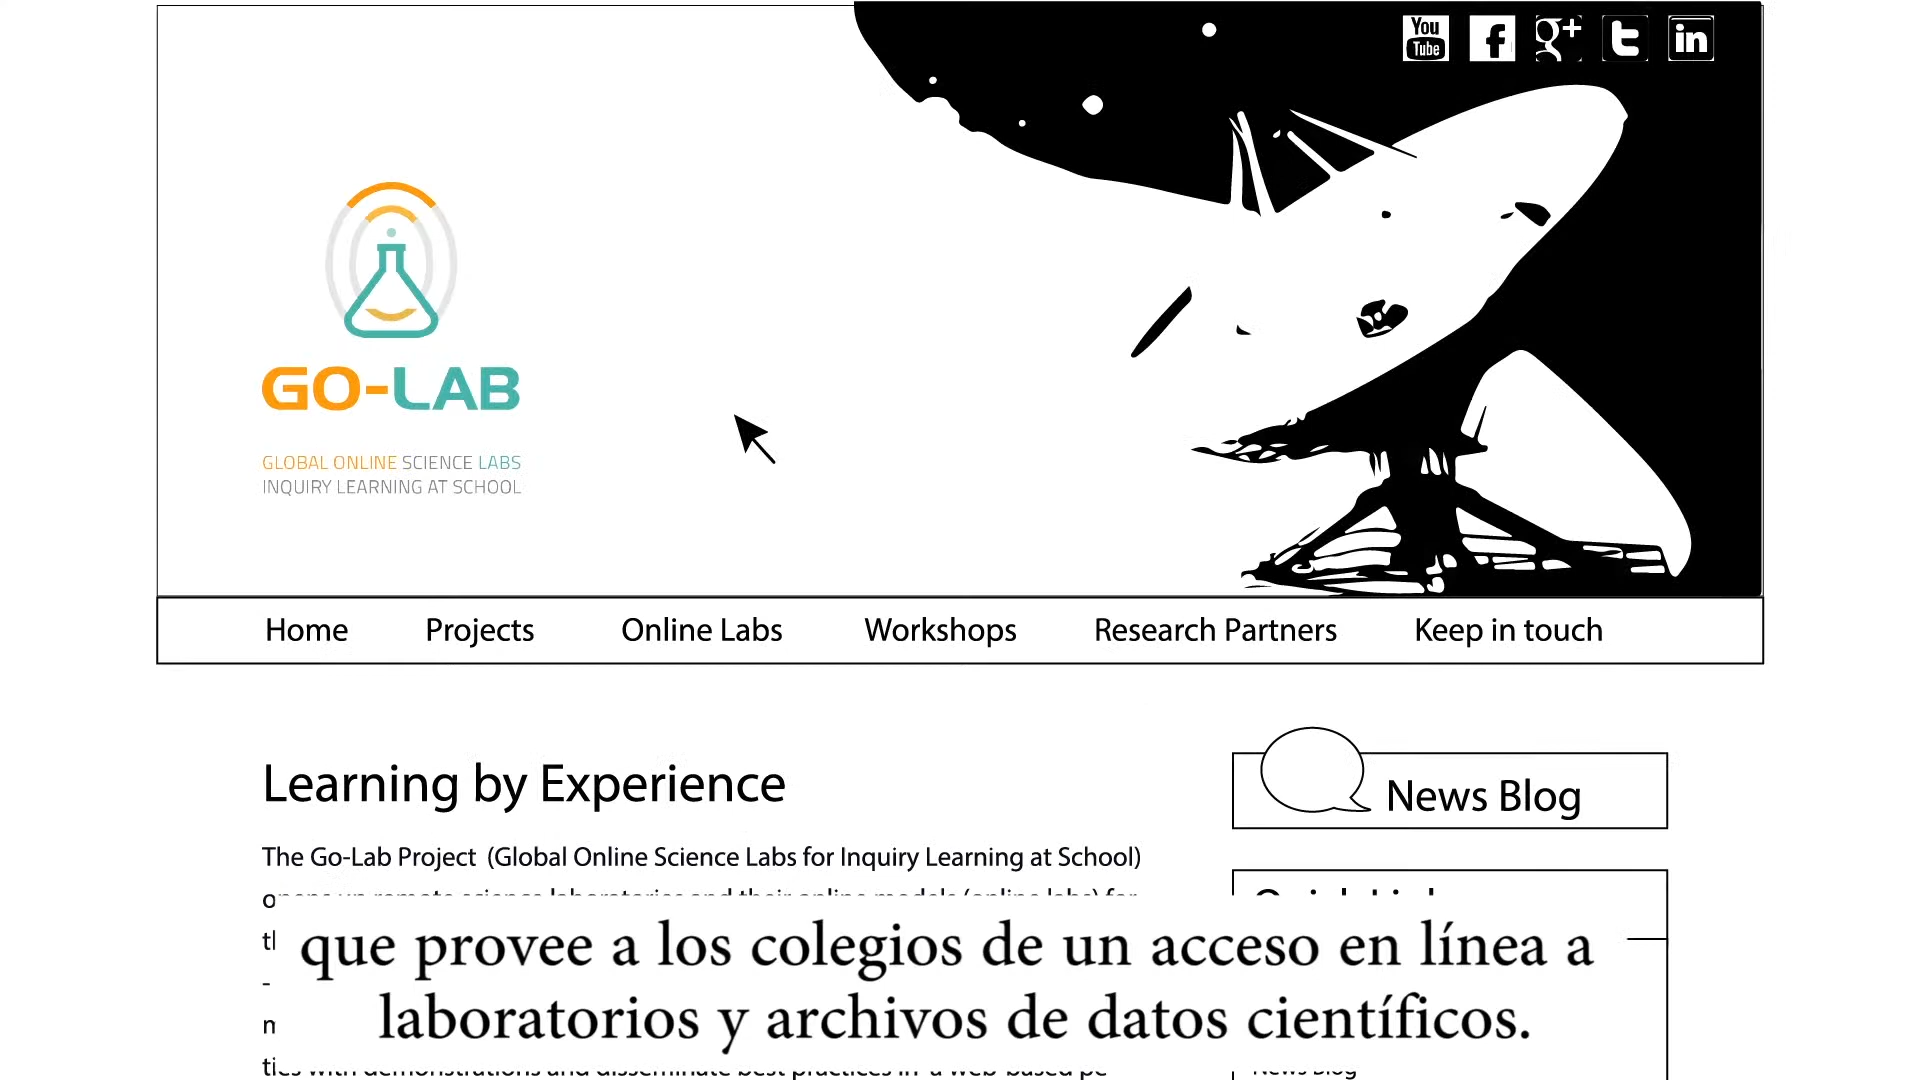 You
Tube
f
g+
t
in
GO-LAB
GLOBAL ONLINE SCIENCE LABS
INQUIRY LEARNING AT SCHOOL
Home Projects Online Labs Workshops Research Partners Keep in touch
Learning by Experience
News Blog
The Go-Lab Project (Global Online Science Labs for Inquiry Learning at School)
que provee a los colegios de un acceso en línea a
laboratorios y archivos de datos científicos.